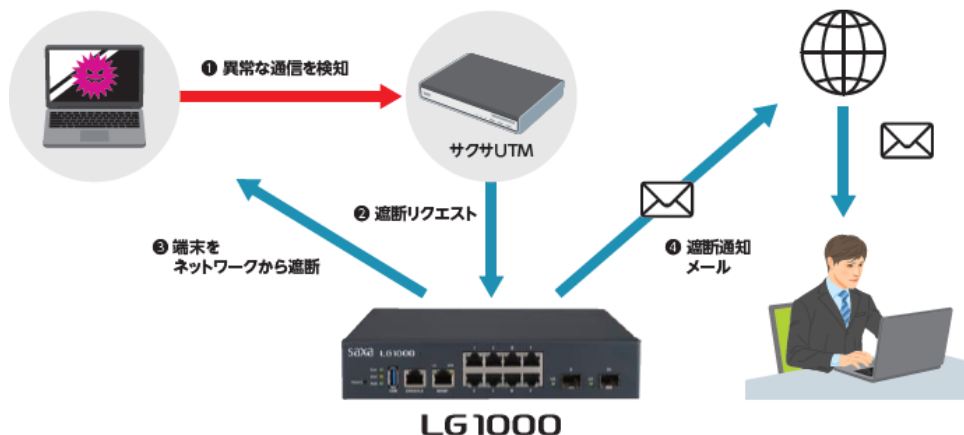 ❶ 異常な通信を検知
サクサUTM
❷ 遮断リクエスト
❸ 端末を
ネットワークから遮断
❹ 遮断通知
メール
saxa LG1000
LG1000